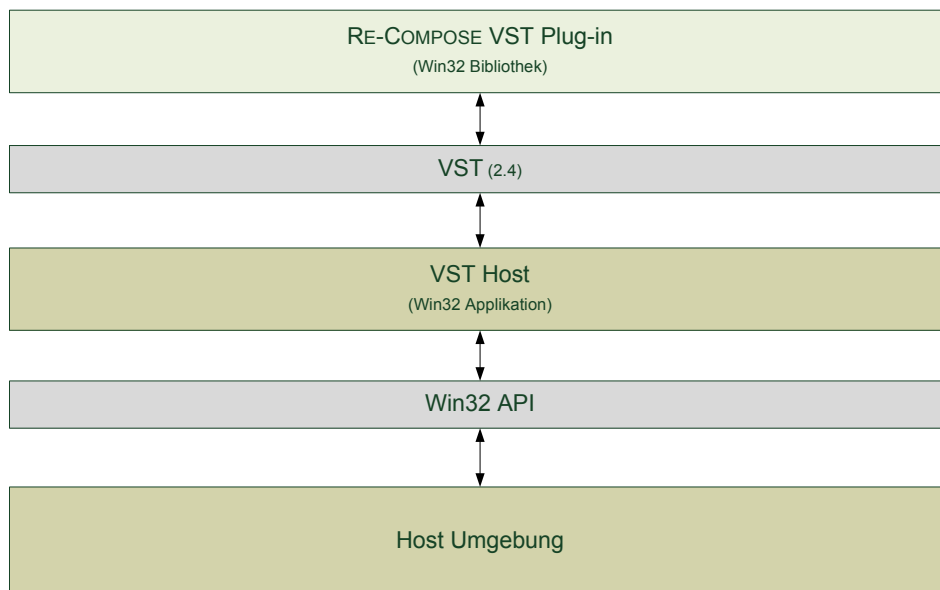 RE-COMPOSE VST Plug-in
(Win32 Bibliothek)
VST (2.4)
VST Host
(Win32 Applikation)
Win32 API
Host Umgebung